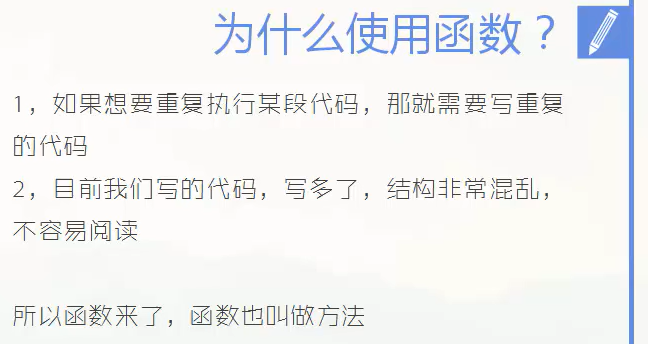 为什么使用函数？
1，如果想要重复执行某段代码，那就需要写重复
的代码
2，目前我们写的代码，写多了，结构非常混乱，
不容易阅读
所以函数来了，函数也叫做方法